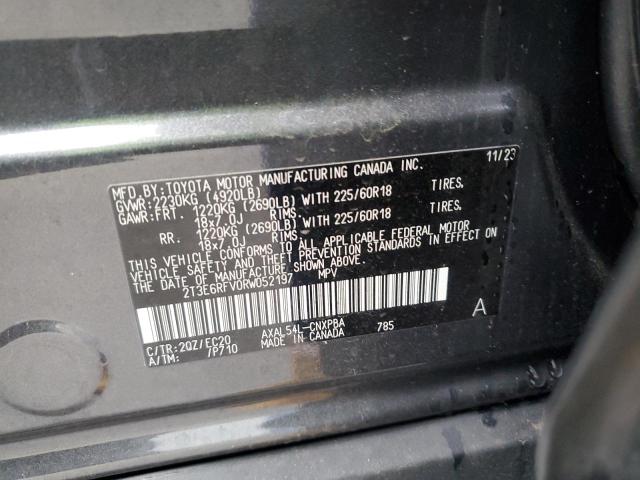 MFD.BY:TOYOTA MOTOR MANUFACTURING CANADA INC. 11/23
GVWR:2230KG (4920LB)
GAWR:FRT. 1220KG (2690LB) WITH 225/60R18 TIRES,
18x7.0J RIMS,
RR. 1220KG (2690LB) WITH 225/60R18 TIRES,
18x7.0J RIMS,
THIS VEHICLE CONFORMS TO ALL APPLICABLE FEDERAL MOTOR
VEHICLE SAFETY AND THEFT PREVENTION STANDARDS IN EFFECT ON
THE DATE OF MANUFACTURE SHOWN ABOVE.
2T3E6RFV0RW052197 MPV
A
C/TR:2QZ/EC20 AXAL54L-CNXPBA 785
A/TM: /P710 MADE IN CANADA